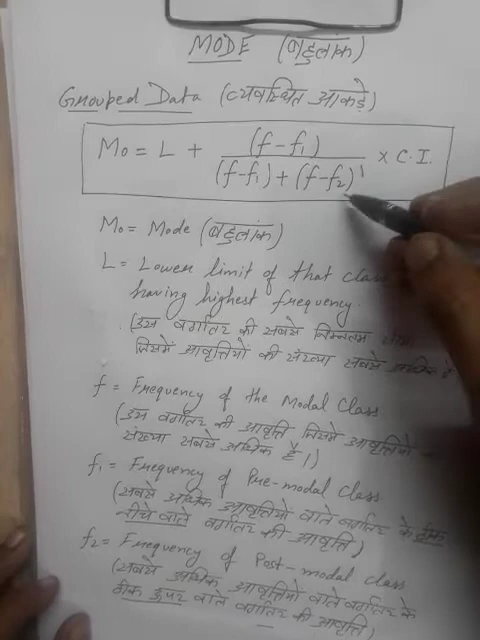 MODE (बहुलांक)
Grouped Data (व्यवस्थित आकड़े)
Mo = L + (f-f₁) / (f-f₁) + (f-f₂) × C.I.
Mo = Mode (बहुलांक)
L = Lower limit of that class
having highest frequency.
(उस वर्गांतर की सबसे निम्नतम
जिसमें आवृत्तियों की संख्या सबसे अधिक है
f = Frequency of the Modal Class
(उस वर्गांतर की आवृत्ति जिसमें आवृत्तियों
संख्या सबसे अधिक है।)
f₁ = Frequency of Pre-modal Class
(सबसे अधिक आवृत्तियों वाले वर्गांतर के ठीक
नीचे वाले वर्गांतर की आवृत्ति)
f₂ = Frequency of Post-modal Class
(सबसे अधिक आवृत्तियों वाले वर्गांतर के
ठीक ऊपर वाले वर्गांतर की आवृत्ति)